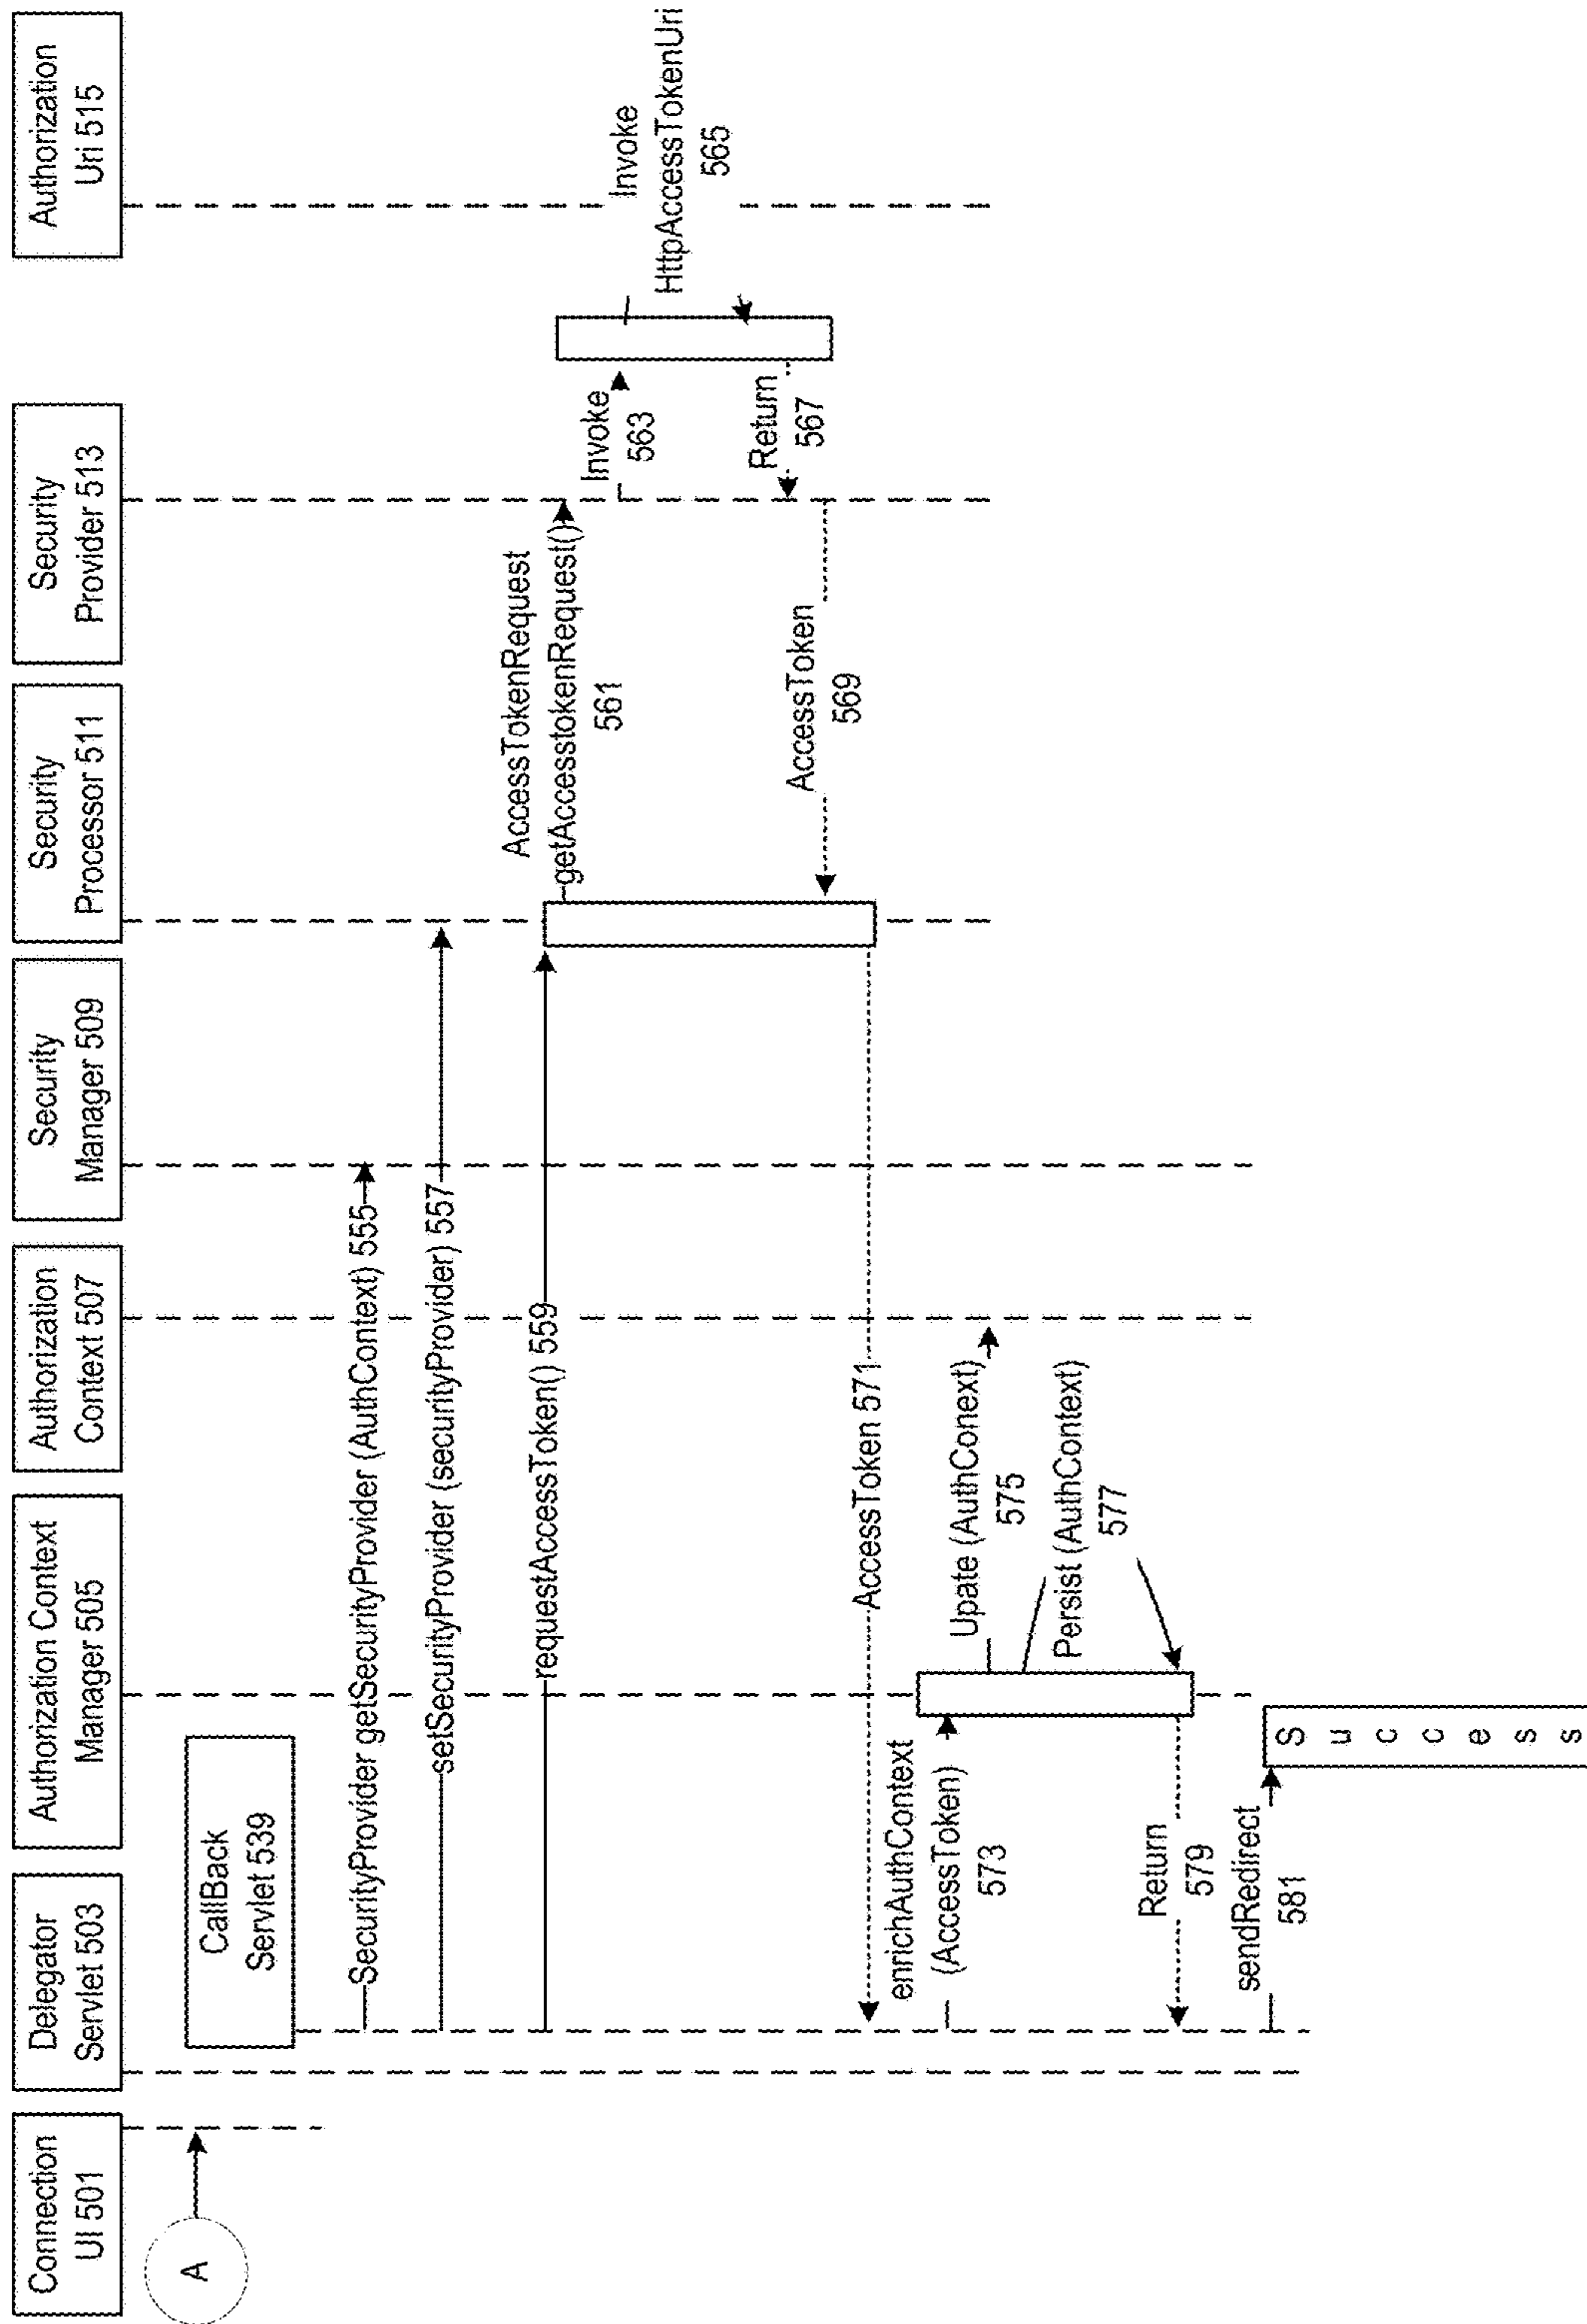 Connection
UI 501
Delegator
Servlet 503
Authorization Context
Manager 505
Authorization
Context 507
Security
Manager 509
Security
Processor 511
Security
Provider 513
Authorization
Uri 515
A
CallBack
Servlet 539
SecurityProvider getSecurityProvider (AuthContext) 555
setSecurityProvider (securityProvider) 557
requestAccessToken() 559
AccessTokenRequest
getAccesstokenRequest()
561
Invoke
563
Invoke
HttpAccessTokenUri
565
Return
567
AccessToken
569
AccessToken 571
enrichAuthContext
(AccessToken)
573
Upate (AuthConext)
575
Persist (AuthContext)
577
Return
579
sendRedirect
581
Success